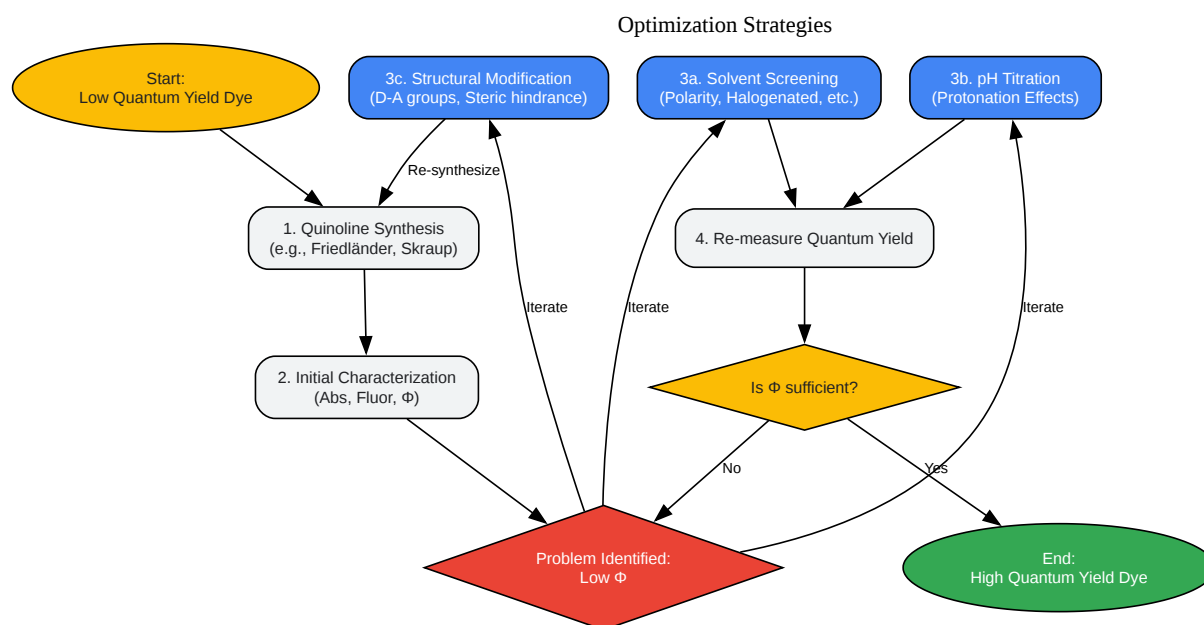 Optimization Strategies
Start:
Low Quantum Yield Dye
3c. Structural Modification
(D-A groups, Steric hindrance)
3a. Solvent Screening
(Polarity, Halogenated, etc.)
3b. pH Titration
(Protonation Effects)
Re-synthesize
1. Quinoline Synthesis
(e.g., Friedländer, Skraup)
4. Re-measure Quantum Yield
Iterate
Iterate
Iterate
2. Initial Characterization
(Abs, Fluor, Φ)
Is Φ sufficient?
No
Yes
Problem Identified:
Low Φ
End:
High Quantum Yield Dye